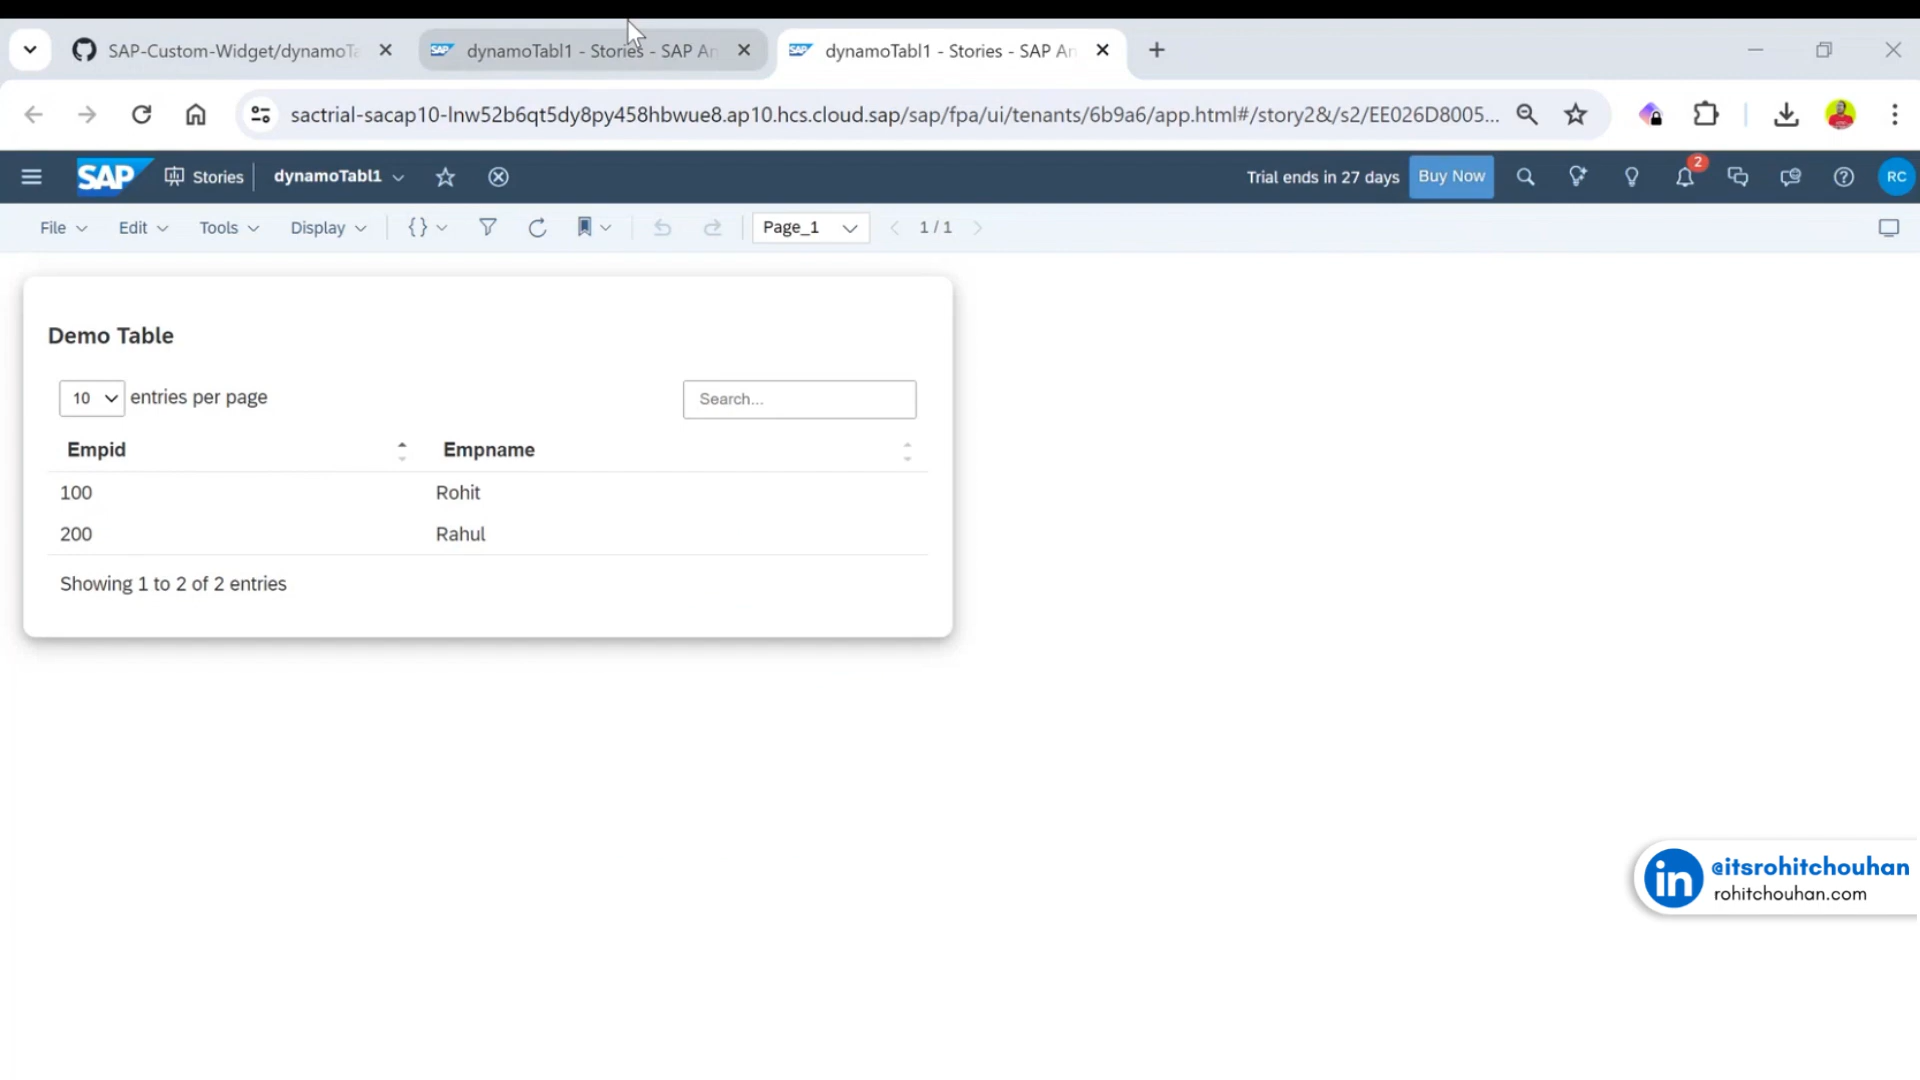 SAP-Custom-Widget/dynamoTa
dynamoTabl1 - Stories - SAP An
dynamoTabl1 - Stories - SAP An
sactrial-sacap10-lnw52b6qt5dy8py458hbwue8.ap10.hcs.cloud.sap/sap/fpa/ui/tenants/6b9a6/app.html#/story2&/s2/EE026D8005...
SAP Stories dynamoTabl1 Trial ends in 27 days Buy Now 2 RC
File Edit Tools Display {} Page_1 1 / 1
Demo Table
10 entries per page Search...
Empid Empname
100 Rohit
200 Rahul
Showing 1 to 2 of 2 entries
in @itsrohitchouhan
rohitchouhan.com